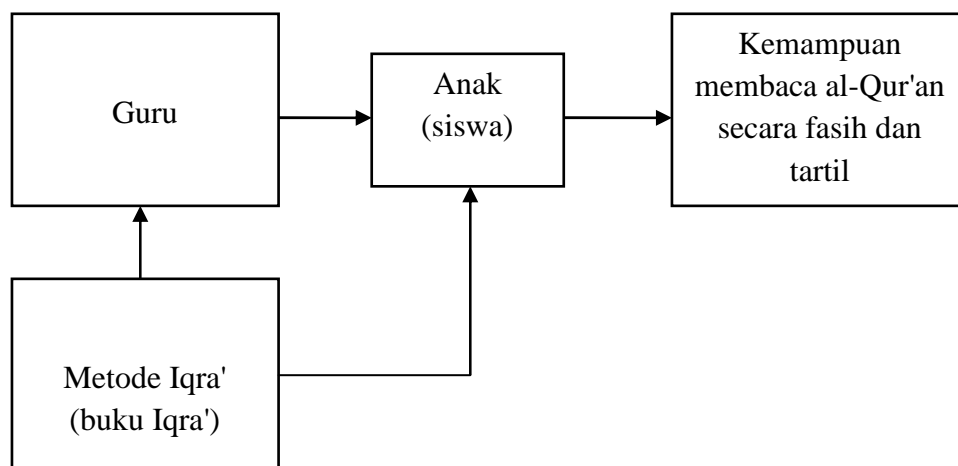 Guru
Anak
(siswa)
Kemampuan
membaca al-Qur'an
secara fasih dan
tartil
Metode Iqra'
(buku Iqra')